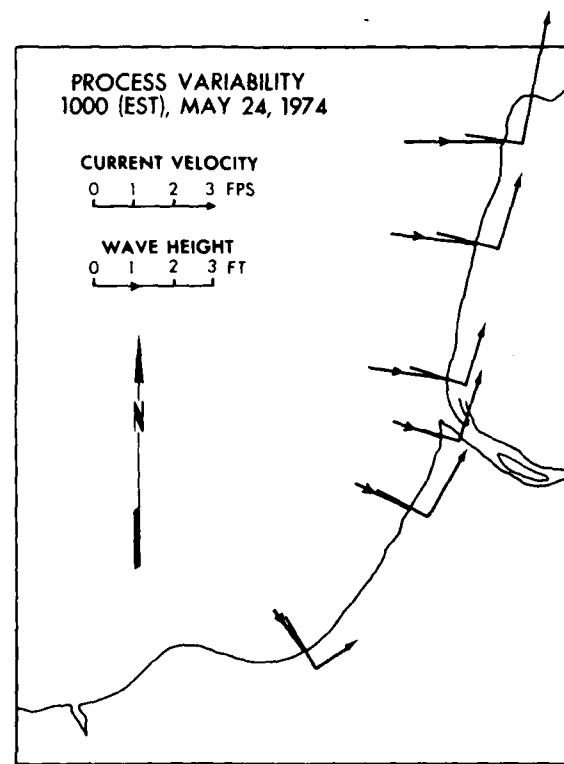 PROCESS VARIABILITY
1000 (EST), MAY 24, 1974
CURRENT VELOCITY
0 1 2 3 FPS
WAVE HEIGHT
0 1 2 3 FT
N